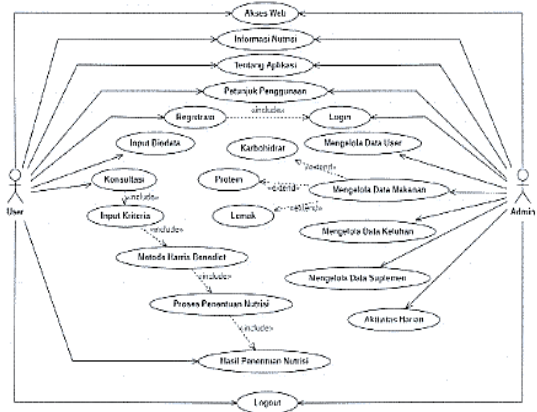 Akses Web
Informasi Nutrisi
Tentang Aplikasi
Petunjuk Penggunaan
Registrasi
«include»
Login
Input Biodata
Karbohidrat
Mengelola Data User
«extend»
Konsultasi
Protein
«extend»
Mengelola Data Makanan
«include»
User
Admin
Input Kriteria
Lemak
«extend»
«include»
Mengelola Data Keluhan
Metode Harris Benedict
«include»
Mengelola Data Suplemen
Proses Penentuan Nutrisi
Aktivitas Harian
«include»
Hasil Penentuan Nutrisi
Logout